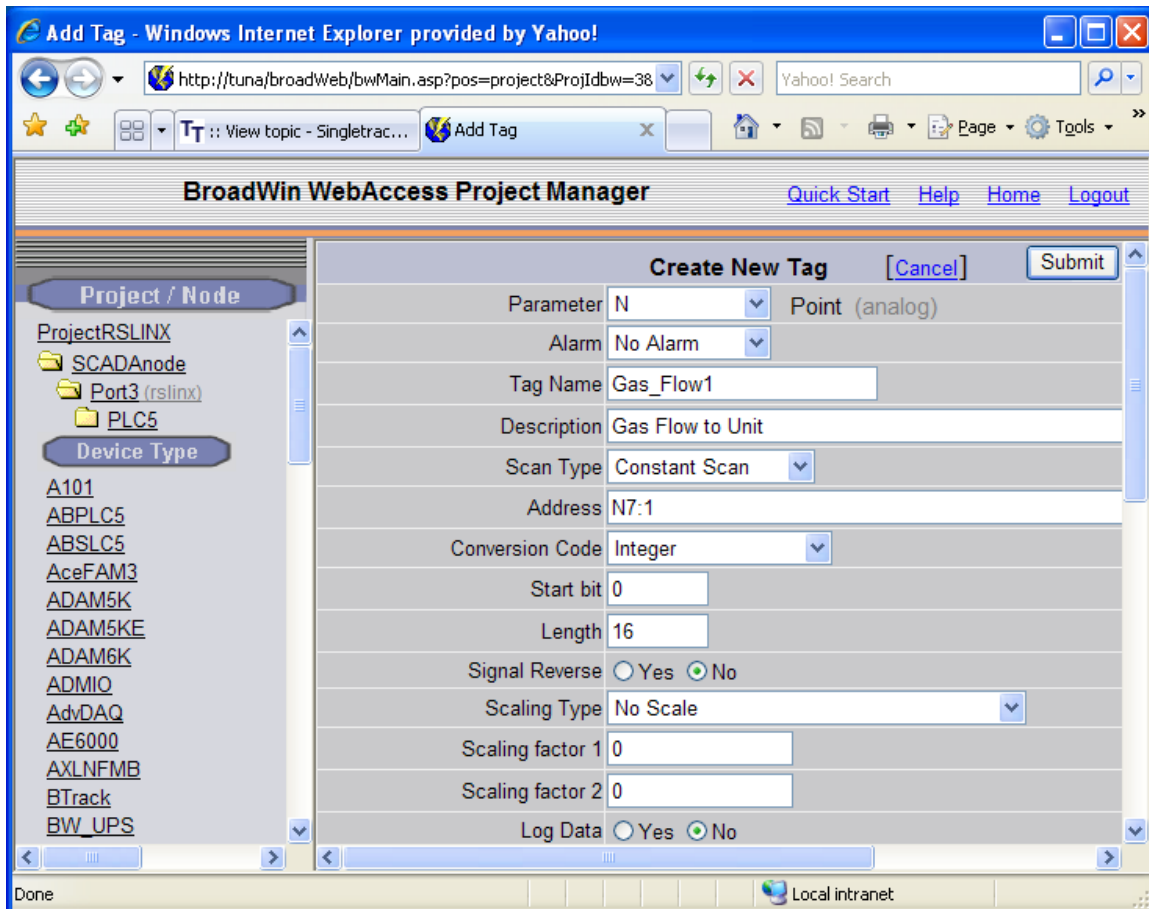 Add Tag - Windows Internet Explorer provided by Yahoo!
http://tuna/broadWeb/bwMain.asp?pos=project&ProjIdbw=38
Yahoo! Search
TT :: View topic - Singletrac...
Add Tag
Page
Tools
BroadWin WebAccess Project Manager
Quick Start Help Home Logout
Project / Node
ProjectRSLINX
SCADAnode
Port3 (rslinx)
PLC5
Device Type
A101
ABPLC5
ABSLC5
AceFAM3
ADAM5K
ADAM5KE
ADAM6K
ADMIO
AdvDAQ
AE6000
AXLNFMB
BTrack
BW_UPS
Create New Tag [Cancel] Submit
Parameter N Point (analog)
Alarm No Alarm
Tag Name Gas_Flow1
Description Gas Flow to Unit
Scan Type Constant Scan
Address N7:1
Conversion Code Integer
Start bit 0
Length 16
Signal Reverse Yes No
Scaling Type No Scale
Scaling factor 1 0
Scaling factor 2 0
Log Data Yes No
Done
Local intranet